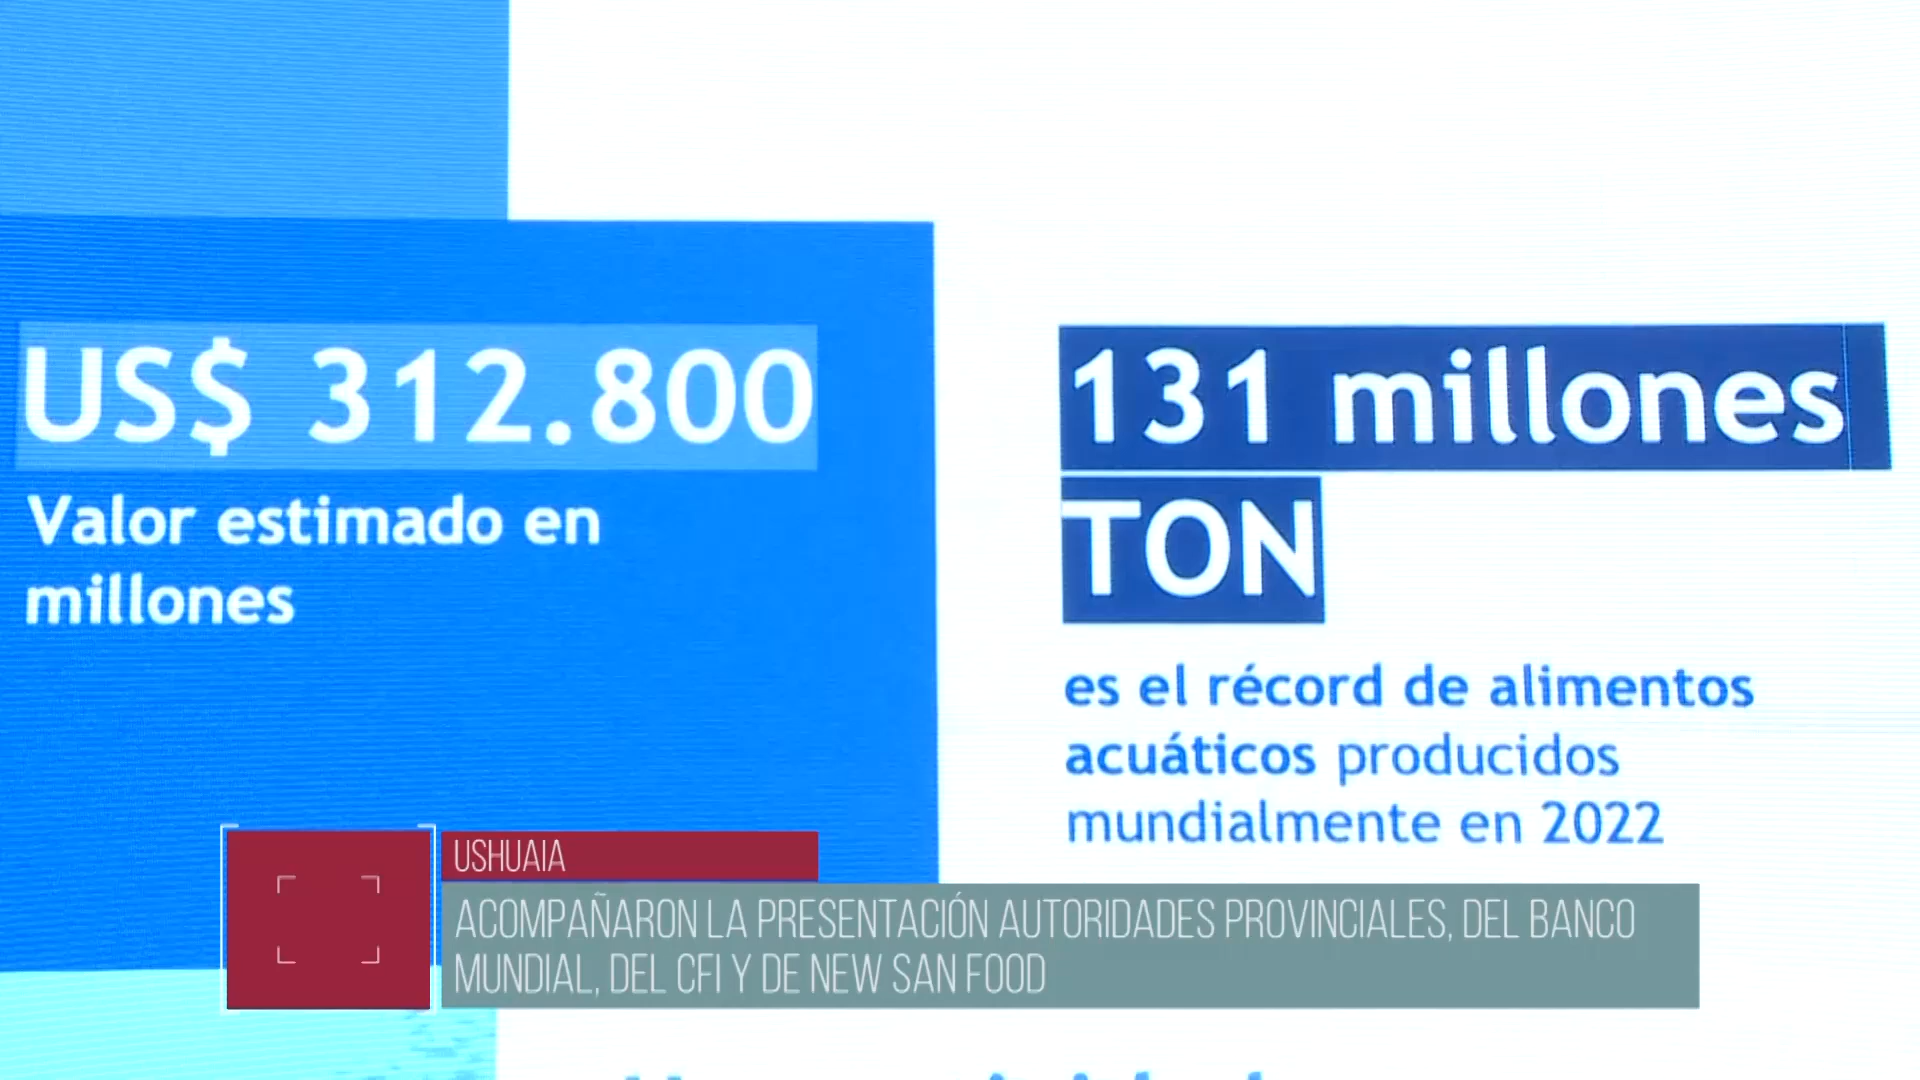 US$ 312.800
Valor estimado en
millones
131 millones
TON
es el récord de alimentos
acuáticos producidos
mundialmente en 2022
USHUAIA
ACOMPAÑARON LA PRESENTACIÓN AUTORIDADES PROVINCIALES, DEL BANCO
MUNDIAL, DEL CFI Y DE NEW SAN FOOD